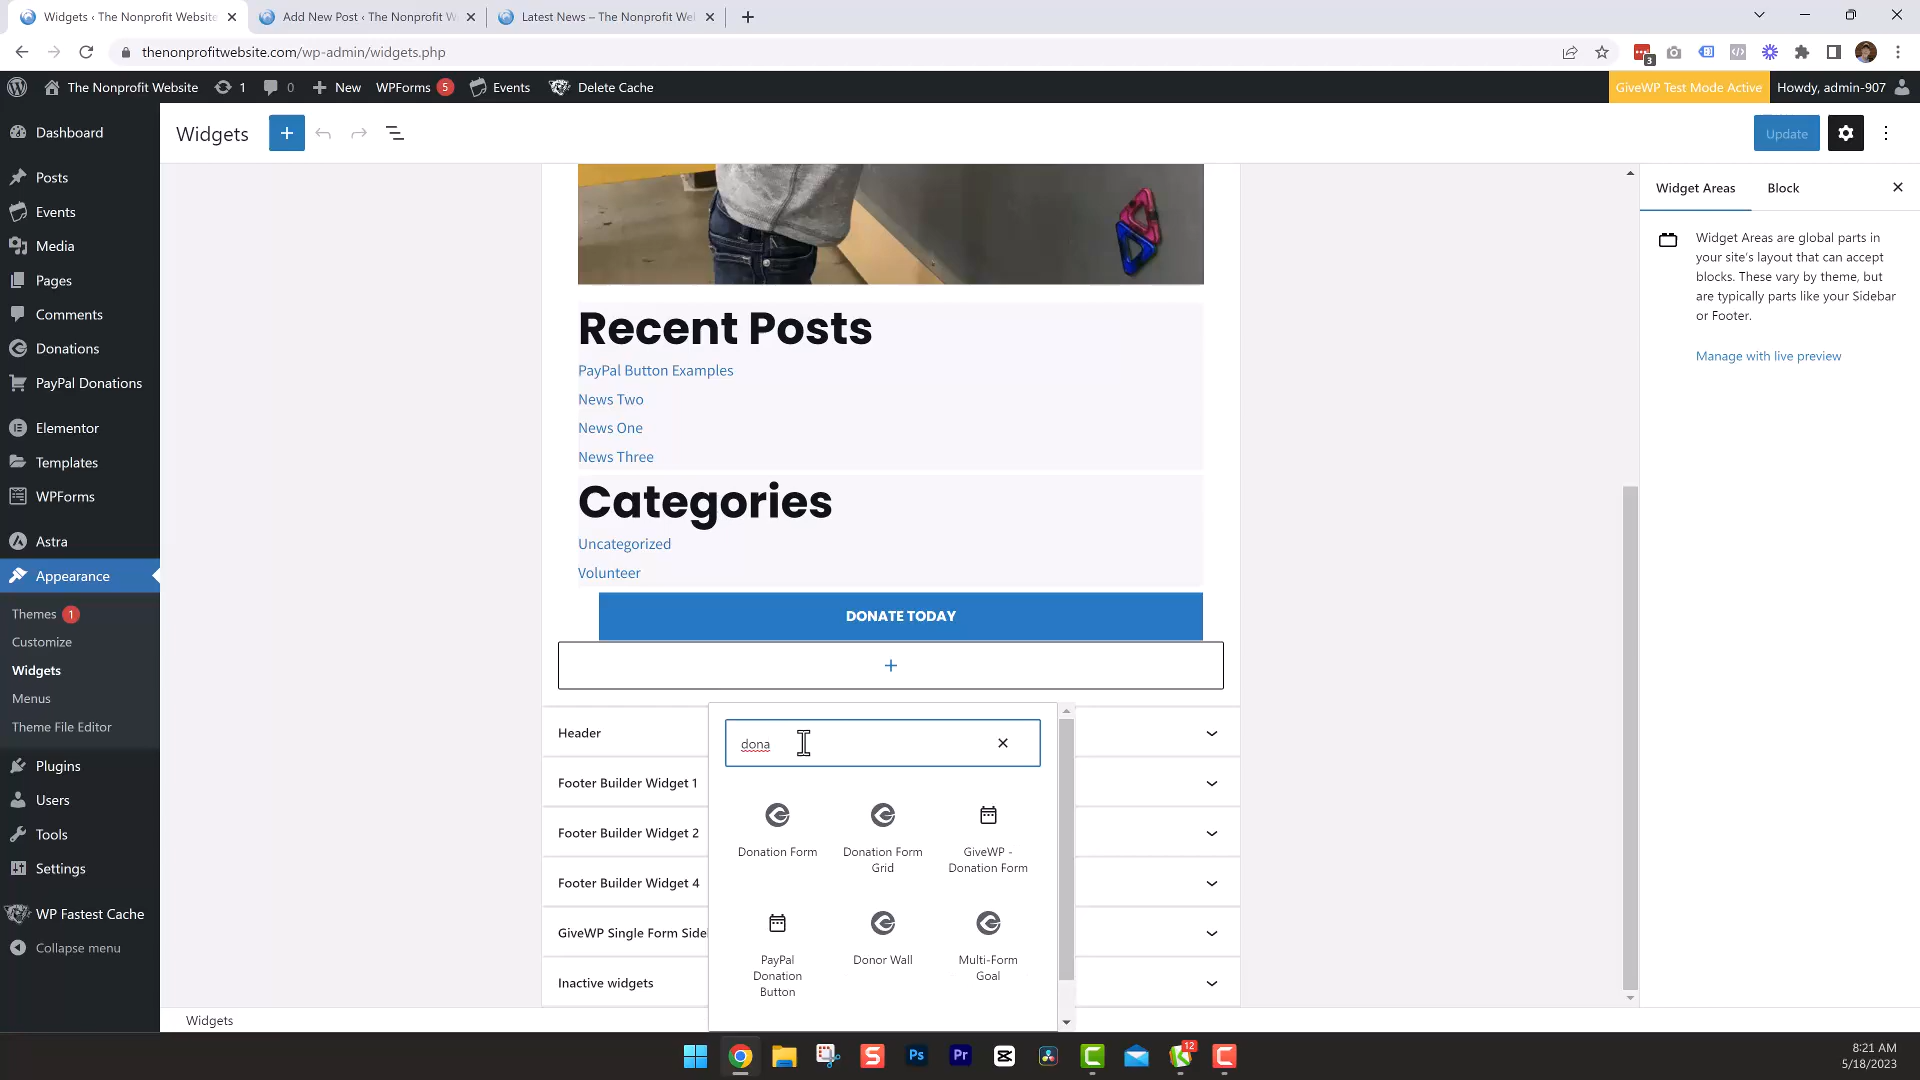 Widgets ‹ The Nonprofit Website
Add New Post ‹ The Nonprofit W
Latest News – The Nonprofit Wel
thenonprofitwebsite.com/wp-admin/widgets.php
3
The Nonprofit Website
1
0
New
WPForms
5
Events
Delete Cache
GiveWP Test Mode Active
Howdy, admin-907
Dashboard
Posts
Events
Media
Pages
Comments
Donations
PayPal Donations
Elementor
Templates
WPForms
Astra
Appearance
Themes
1
Customize
Widgets
Menus
Theme File Editor
Plugins
Users
Tools
Settings
WP Fastest Cache
Collapse menu
Widgets
Update
Recent Posts
PayPal Button Examples
News Two
News One
News Three
Categories
Uncategorized
Volunteer
DONATE TODAY
Header
Footer Builder Widget 1
Footer Builder Widget 2
Footer Builder Widget 4
GiveWP Single Form Side
Inactive widgets
dona
Donation Form
Donation Form
Grid
GiveWP -
Donation Form
PayPal
Donation
Button
Donor Wall
Multi-Form
Goal
Widget Areas
Block
Widget Areas are global parts in
your site's layout that can accept
blocks. These vary by theme, but
are typically parts like your Sidebar
or Footer.
Manage with live preview
Widgets
S
Ps
Pr
12
8:21 AM
5/18/2023